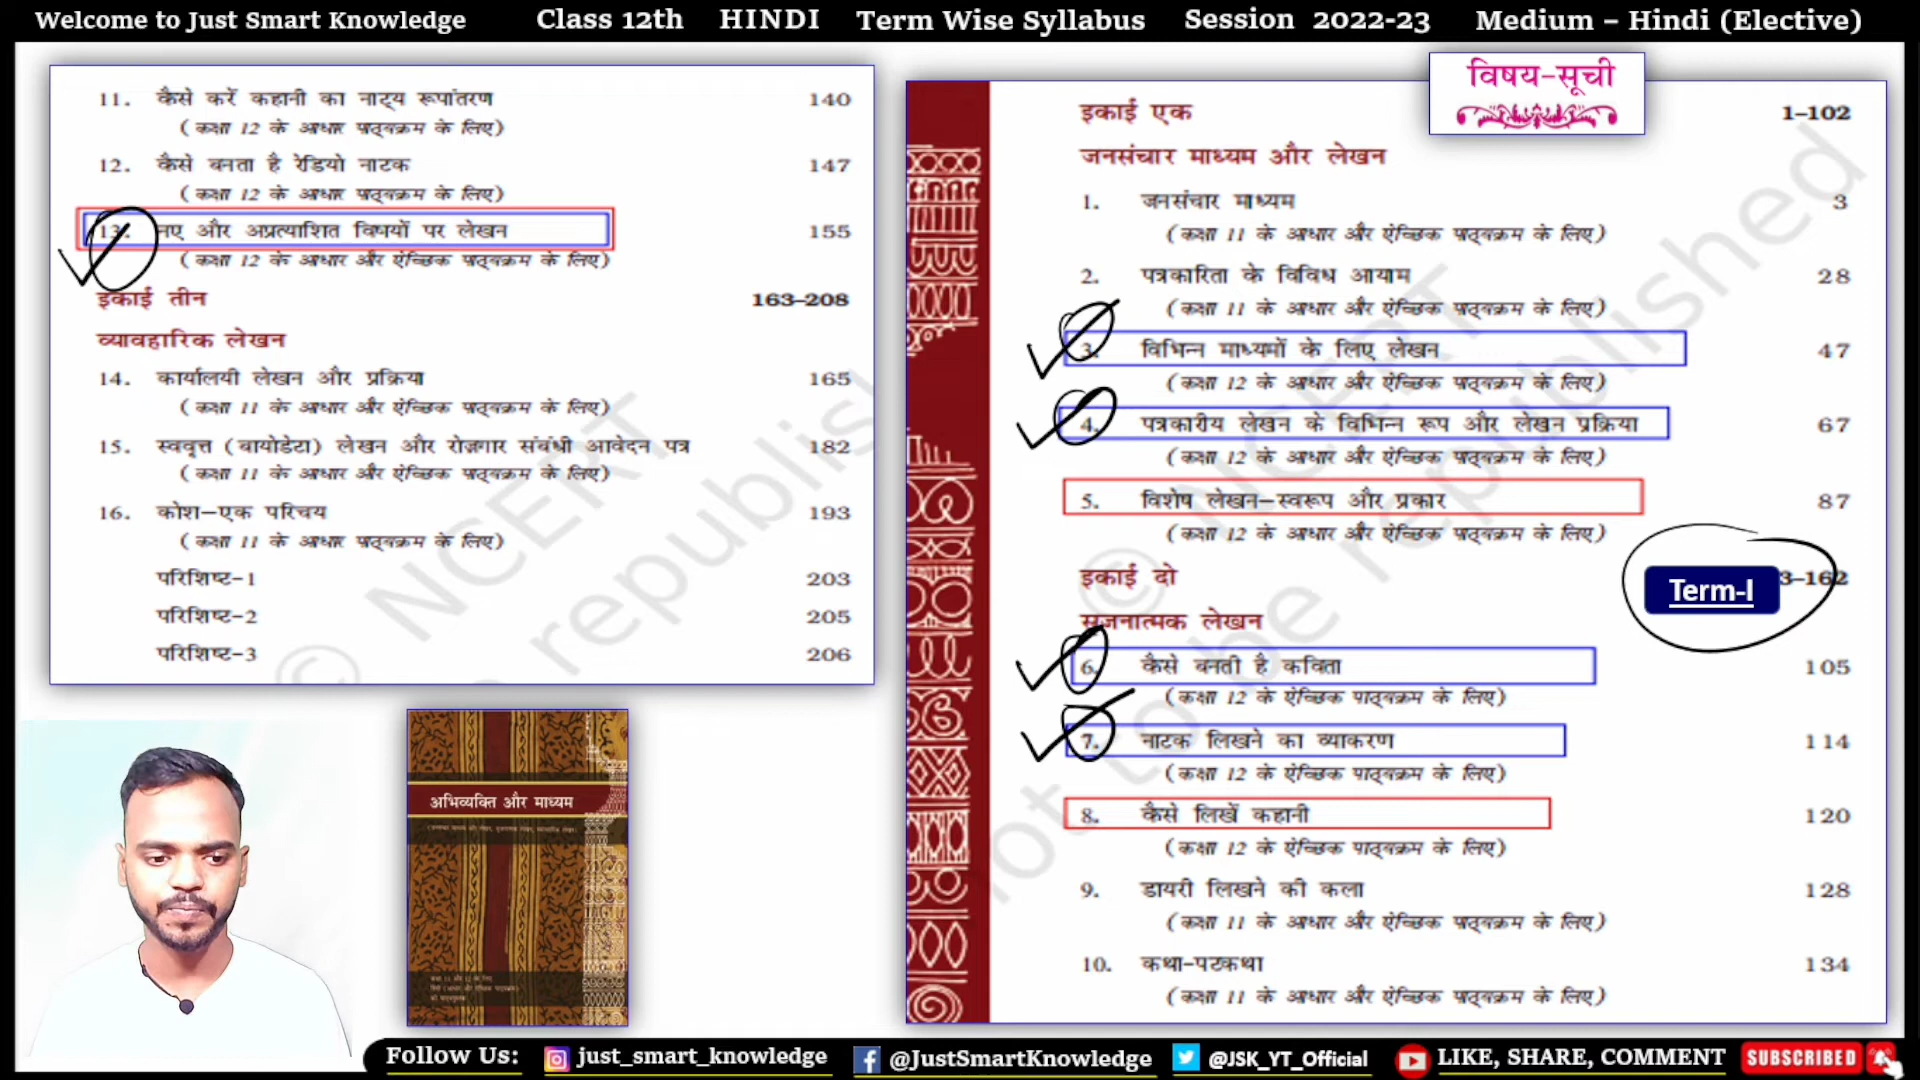 Welcome to Just Smart Knowledge Class 12th HINDI Term Wise Syllabus Session 2022-23 Medium – Hindi (Elective)
11. कैसे करें कहानी का नाट्य रूपांतरण 140
(कक्षा 12 के आधार पाठ्यक्रम के लिए)
12. कैसे बनता है रेडियो नाटक 147
(कक्षा 12 के आधार पाठ्यक्रम के लिए)
13. नए और अप्रत्याशित विषयों पर लेखन 155
(कक्षा 12 के आधार और ऐच्छिक पाठ्यक्रम के लिए)
इकाई तीन 163–208
व्यावहारिक लेखन
14. कार्यालयी लेखन और प्रक्रिया 165
(कक्षा 11 के आधार और ऐच्छिक पाठ्यक्रम के लिए)
15. स्ववृत्त (बायोडेटा) लेखन और रोज़गार संबंधी आवेदन पत्र 182
(कक्षा 11 के आधार और ऐच्छिक पाठ्यक्रम के लिए)
16. कोश–एक परिचय 193
(कक्षा 11 के आधार पाठ्यक्रम के लिए)
परिशिष्ट-1 203
परिशिष्ट-2 205
परिशिष्ट-3 206
© NCERT
republish
अभिव्यक्ति और माध्यम
विषय-सूची
इकाई एक 1–102
जनसंचार माध्यम और लेखन
1. जनसंचार माध्यम 3
(कक्षा 11 के आधार और ऐच्छिक पाठ्यक्रम के लिए)
2. पत्रकारिता के विविध आयाम 28
(कक्षा 11 के आधार और ऐच्छिक पाठ्यक्रम के लिए)
3. विभिन्न माध्यमों के लिए लेखन 47
(कक्षा 12 के आधार और ऐच्छिक पाठ्यक्रम के लिए)
4. पत्रकारीय लेखन के विभिन्न रूप और लेखन प्रक्रिया 67
(कक्षा 12 के आधार और ऐच्छिक पाठ्यक्रम के लिए)
5. विशेष लेखन–स्वरूप और प्रकार 87
(कक्षा 12 के आधार और ऐच्छिक पाठ्यक्रम के लिए)
इकाई दो 3–162
Term-I
सृजनात्मक लेखन
6. कैसे बनती है कविता 105
(कक्षा 12 के ऐच्छिक पाठ्यक्रम के लिए)
7. नाटक लिखने का व्याकरण 114
(कक्षा 12 के ऐच्छिक पाठ्यक्रम के लिए)
8. कैसे लिखें कहानी 120
(कक्षा 12 के ऐच्छिक पाठ्यक्रम के लिए)
9. डायरी लिखने की कला 128
(कक्षा 11 के आधार और ऐच्छिक पाठ्यक्रम के लिए)
10. कथा-पटकथा 134
(कक्षा 11 के आधार और ऐच्छिक पाठ्यक्रम के लिए)
© NCERT
not to be republished
Follow Us: just_smart_knowledge @JustSmartKnowledge @JSK_YT_Official LIKE, SHARE, COMMENT SUBSCRIBED